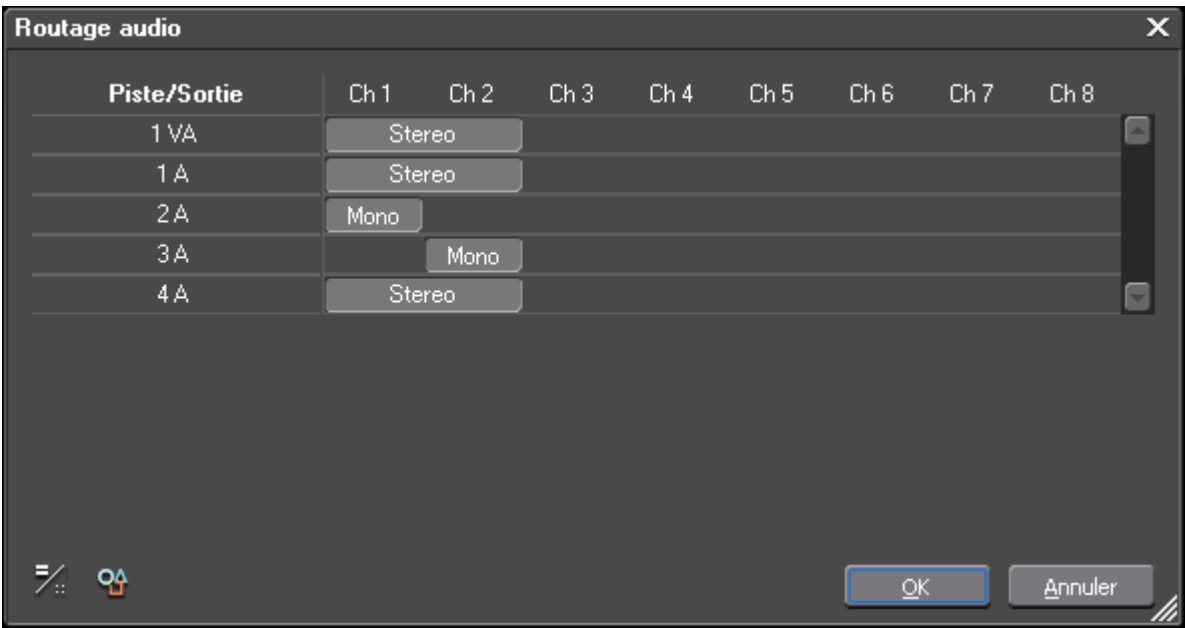 Routage audio
Piste/Sortie Ch 1 Ch 2 Ch 3 Ch 4 Ch 5 Ch 6 Ch 7 Ch 8
1 VA Stereo
1 A Stereo
2 A Mono
3 A Mono
4 A Stereo
OK Annuler